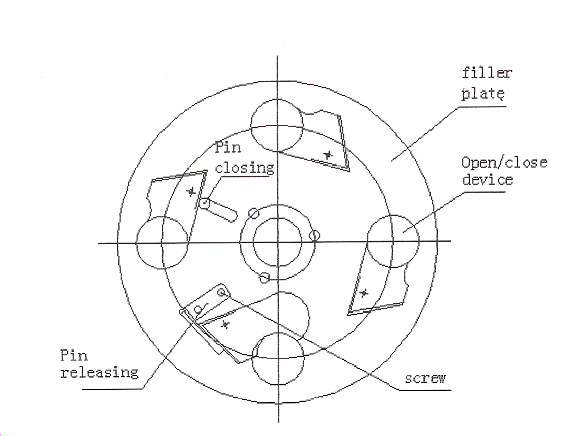 filler
plate
Pin
closing
Open/close
device
Pin
releasing
screw